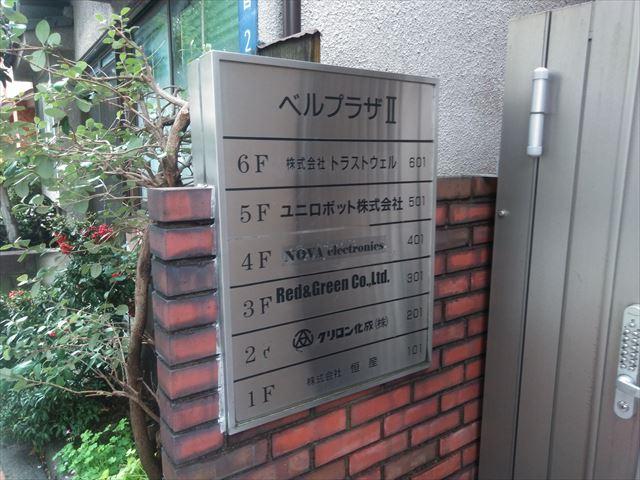 ベルプラザⅡ
6F 株式会社 トラストウェル 601
5F ユニロボット株式会社 501
4F NOVA electronics 401
3F Red&Green Co.,Ltd. 301
2c クリロン化成(株) 201
1F 株式会社 恒産 101
2